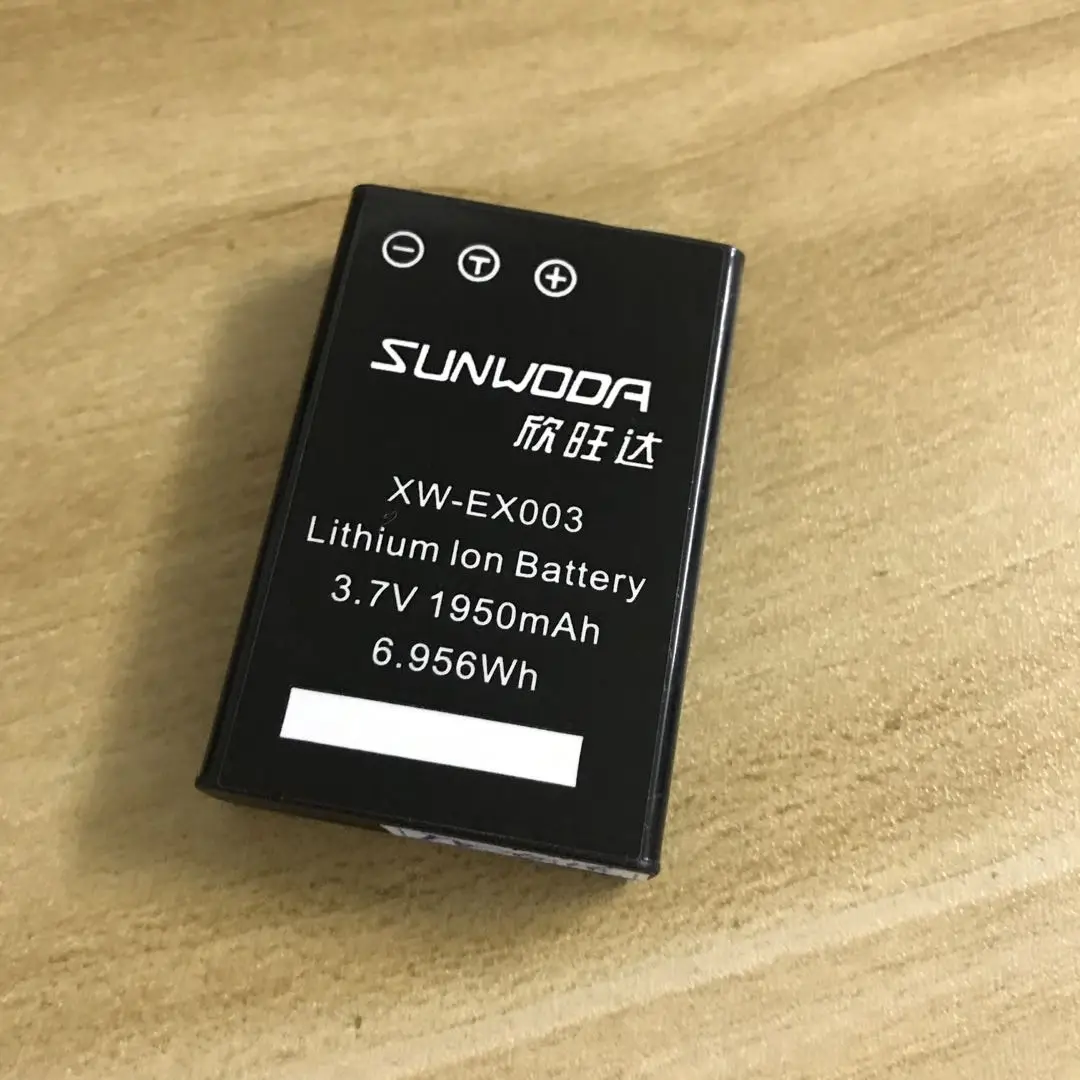 − T +
SUNWODA
欣旺达
XW-EX003
Lithium Ion Battery
3.7V 1950mAh
6.956Wh